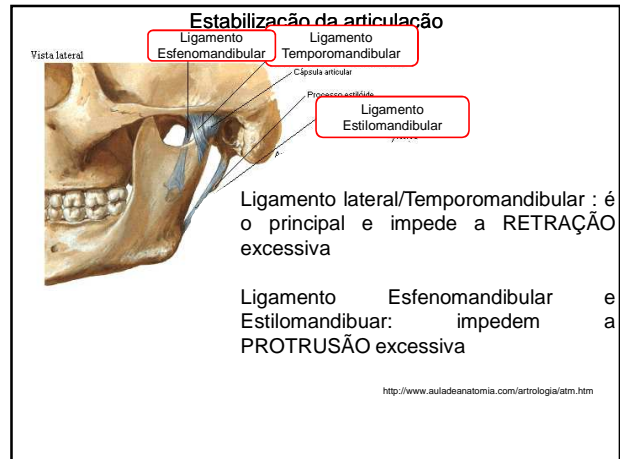 Estabilização da articulação
Ligamento
Esfenomandibular
Ligamento
Temporomandibular
Vista lateral
Cápsula articular
Processo estilóide
Ligamento
Estilomandibular
Ligamento lateral/Temporomandibular : é
o principal e impede a RETRAÇÃO
excessiva
Ligamento Esfenomandibular e
Estilomandibuar: impedem a
PROTRUSÃO excessiva
http://www.auladeanatomia.com/artrologia/atm.htm